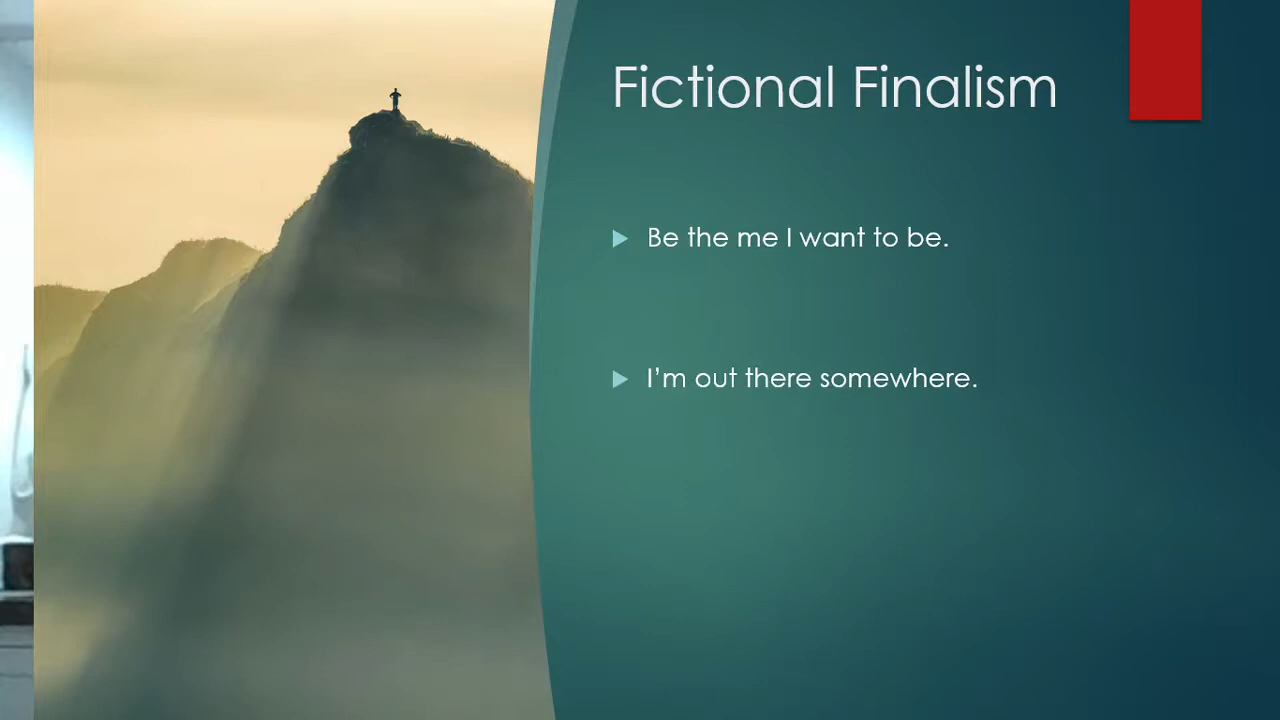 Fictional Finalism
Be the me I want to be.
I’m out there somewhere.